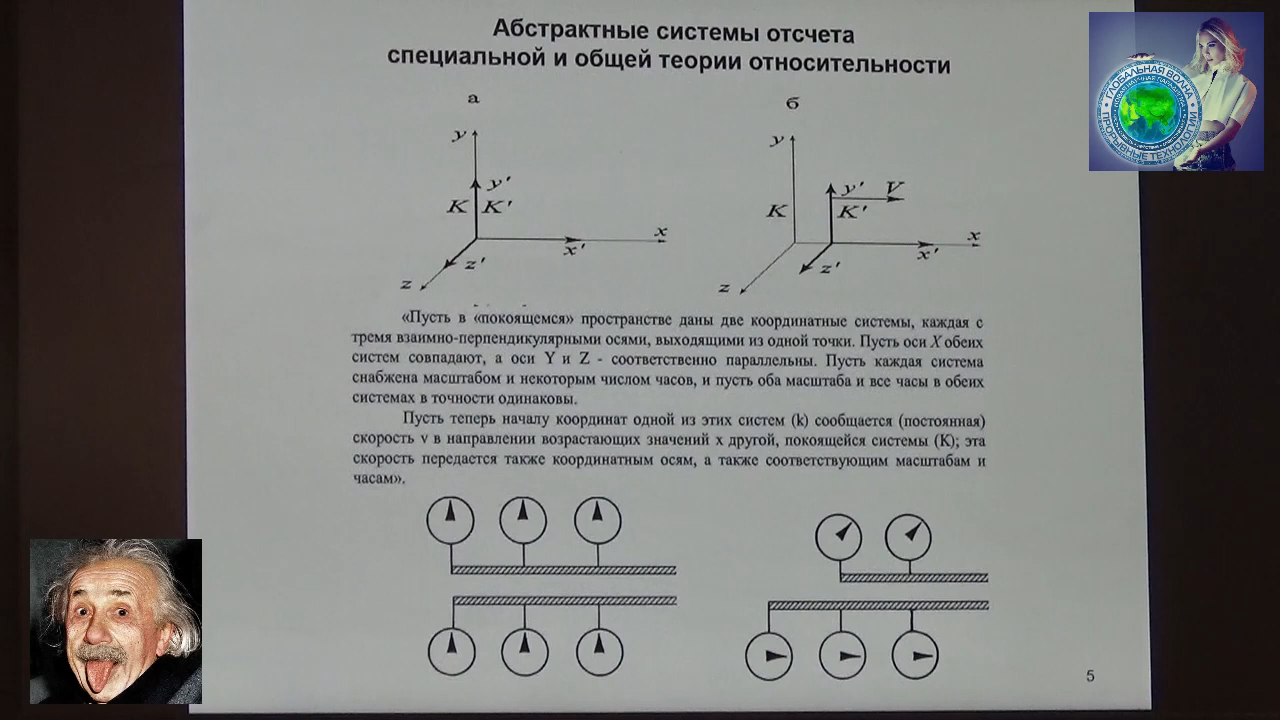 Абстрактные системы отсчета
специальной и общей теории относительности
а
б
y
y'
K
K'
x
x'
z'
z
y
y'
V
K
K'
x
x'
z'
z
«Пусть в «покоящемся» пространстве даны две координатные системы, каждая с
тремя взаимно-перпендикулярными осями, выходящими из одной точки. Пусть оси X обеих
систем совпадают, а оси Y и Z - соответственно параллельны. Пусть каждая система
снабжена масштабом и некоторым числом часов, и пусть оба масштаба и все часы в обеих
системах в точности одинаковы.
Пусть теперь началу координат одной из этих систем (k) сообщается (постоянная)
скорость v в направлении возрастающих значений x другой, покоящейся системы (K); эта
скорость передается также координатным осям, а также соответствующим масштабам и
часам».
5
ГЛОБАЛЬНАЯ ВОЛНА
ПРОРЫВНЫЕ ТЕХНОЛОГИИ